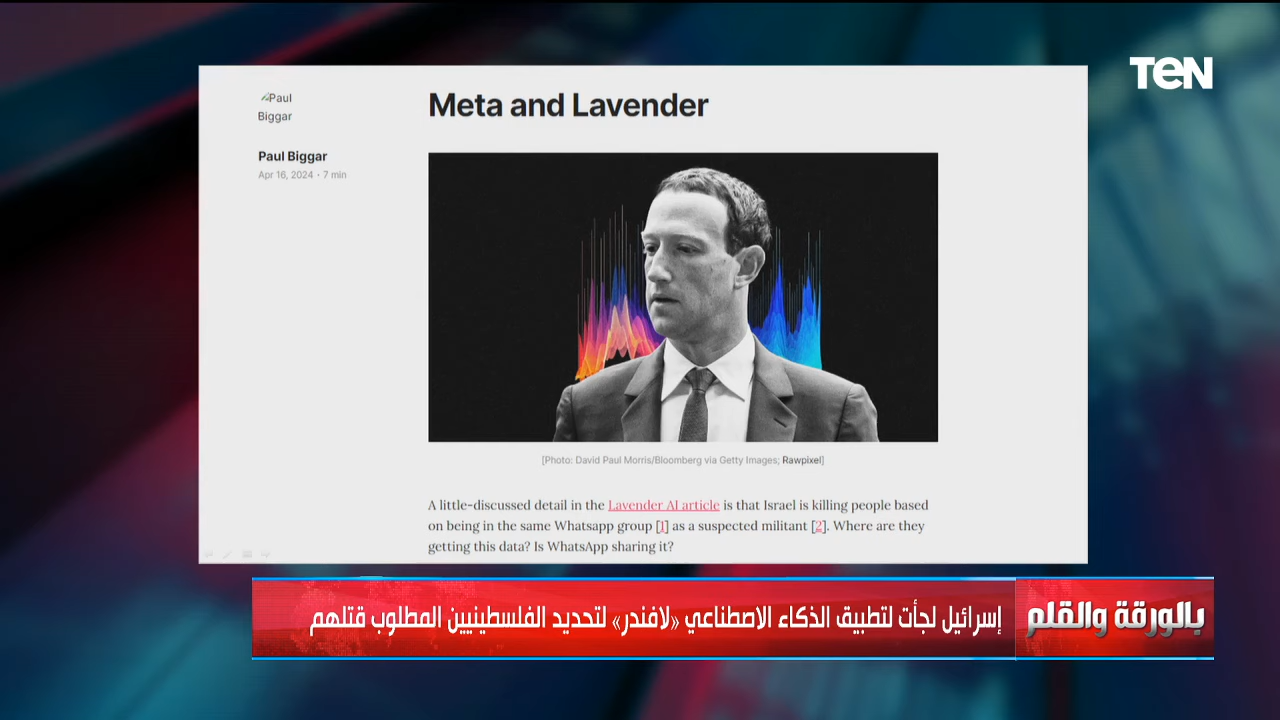 TeN
Paul
Biggar
Paul Biggar
Apr 16, 2024 • 7 min
Meta and Lavender
[Photo: David Paul Morris/Bloomberg via Getty Images; Rawpixel]
A little-discussed detail in the Lavender AI article is that Israel is killing people based
on being in the same Whatsapp group [1] as a suspected militant [2]. Where are they
getting this data? Is WhatsApp sharing it?
بالورقة والقلم
إسرائيل لجأت لتطبيق الذكاء الاصطناعي «لافندر» لتحديد الفلسطينيين المطلوب قتلهم